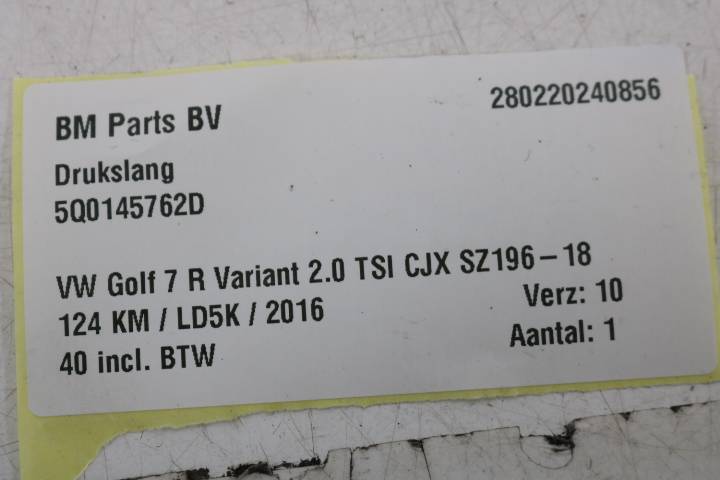 BM Parts BV
280220240856
Drukslang
5Q0145762D
VW Golf 7 R Variant 2.0 TSI CJX SZ196-18
124 KM / LD5K / 2016
Verz: 10
40 incl. BTW
Aantal: 1